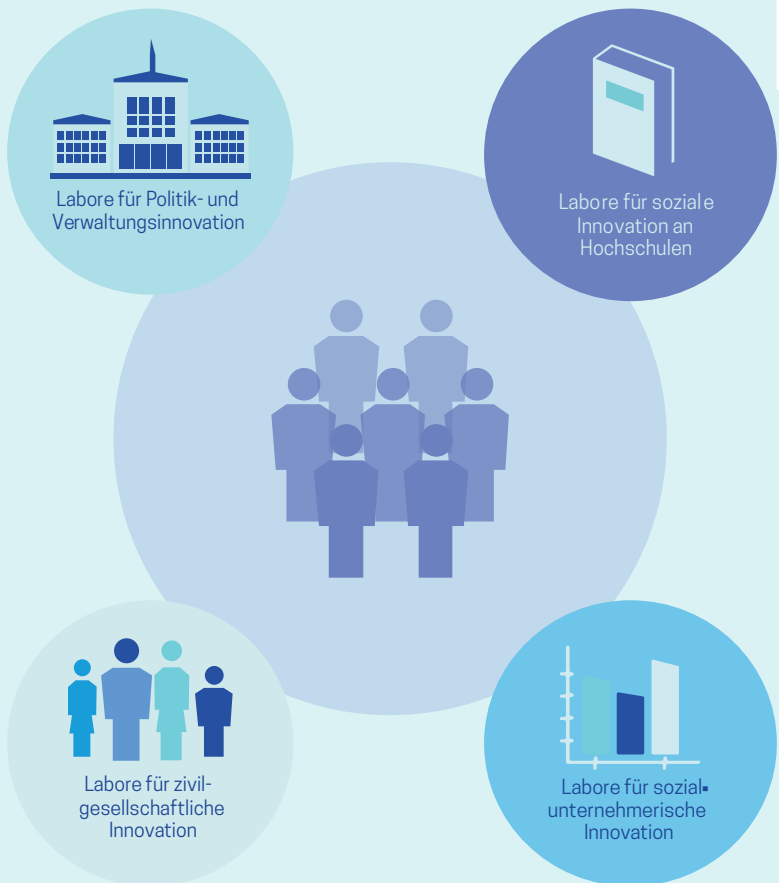 Labore für Politik- und
Verwaltungsinnovation
Labore für soziale
Innovation an
Hochschulen
Labore für zivil-
gesellschaftliche
Innovation
Labore für sozial-
unternehmerische
Innovation